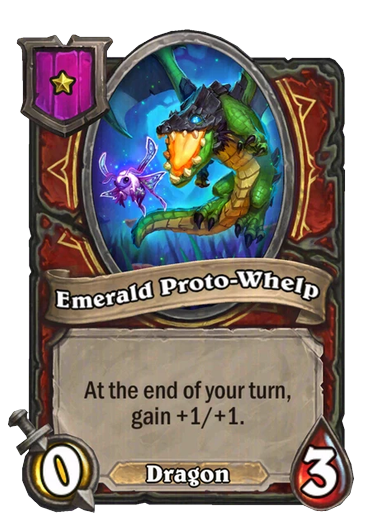 Emerald Proto-Whelp
At the end of your turn,
gain +1/+1.
0
Dragon
3